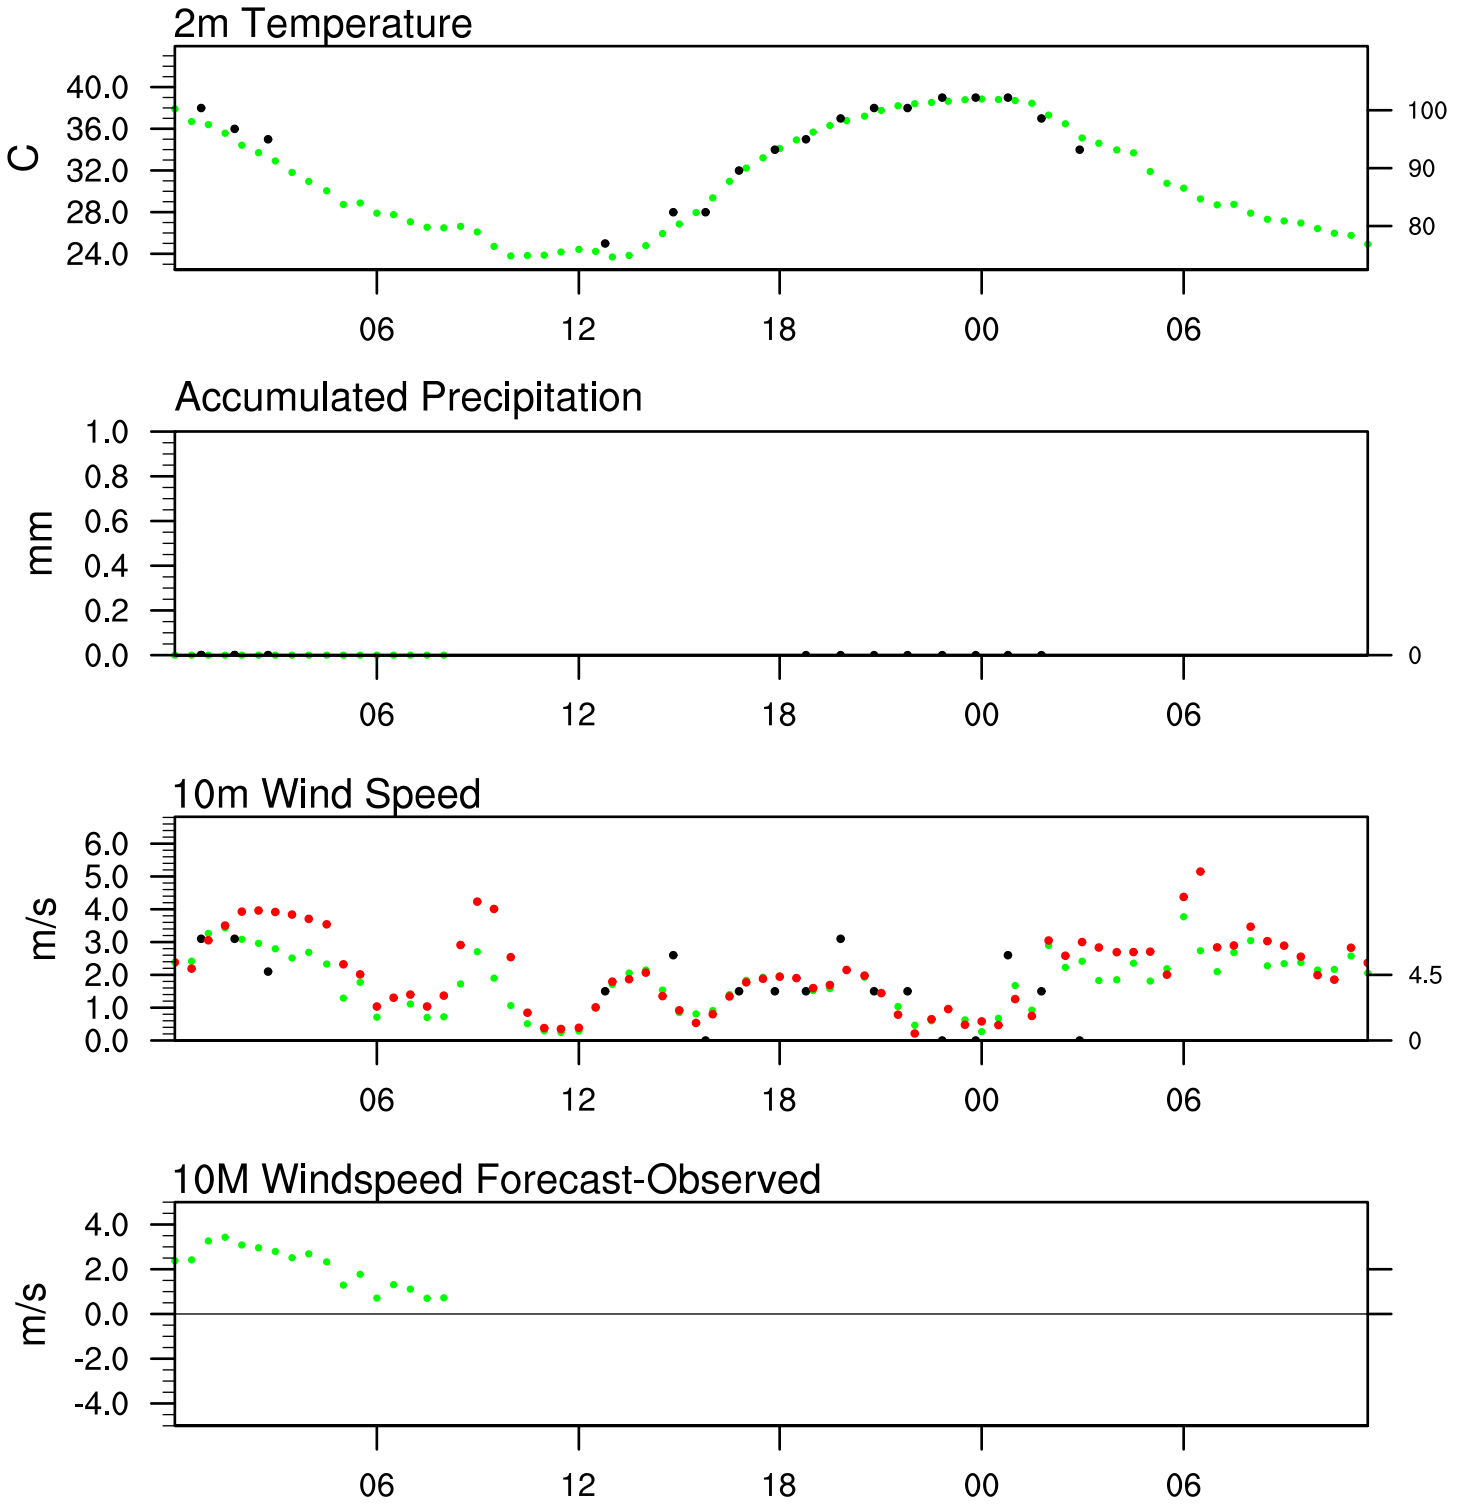 2m Temperature
40.0
36.0
32.0
28.0
24.0
C
100
90
80
06 12 18 00 06
Accumulated Precipitation
1.0
0.8
0.6
0.4
0.2
0.0
mm
0
06 12 18 00 06
10m Wind Speed
6.0
5.0
4.0
3.0
2.0
1.0
0.0
m/s
4.5
0
06 12 18 00 06
10M Windspeed Forecast-Observed
4.0
2.0
0.0
-2.0
-4.0
m/s
06 12 18 00 06